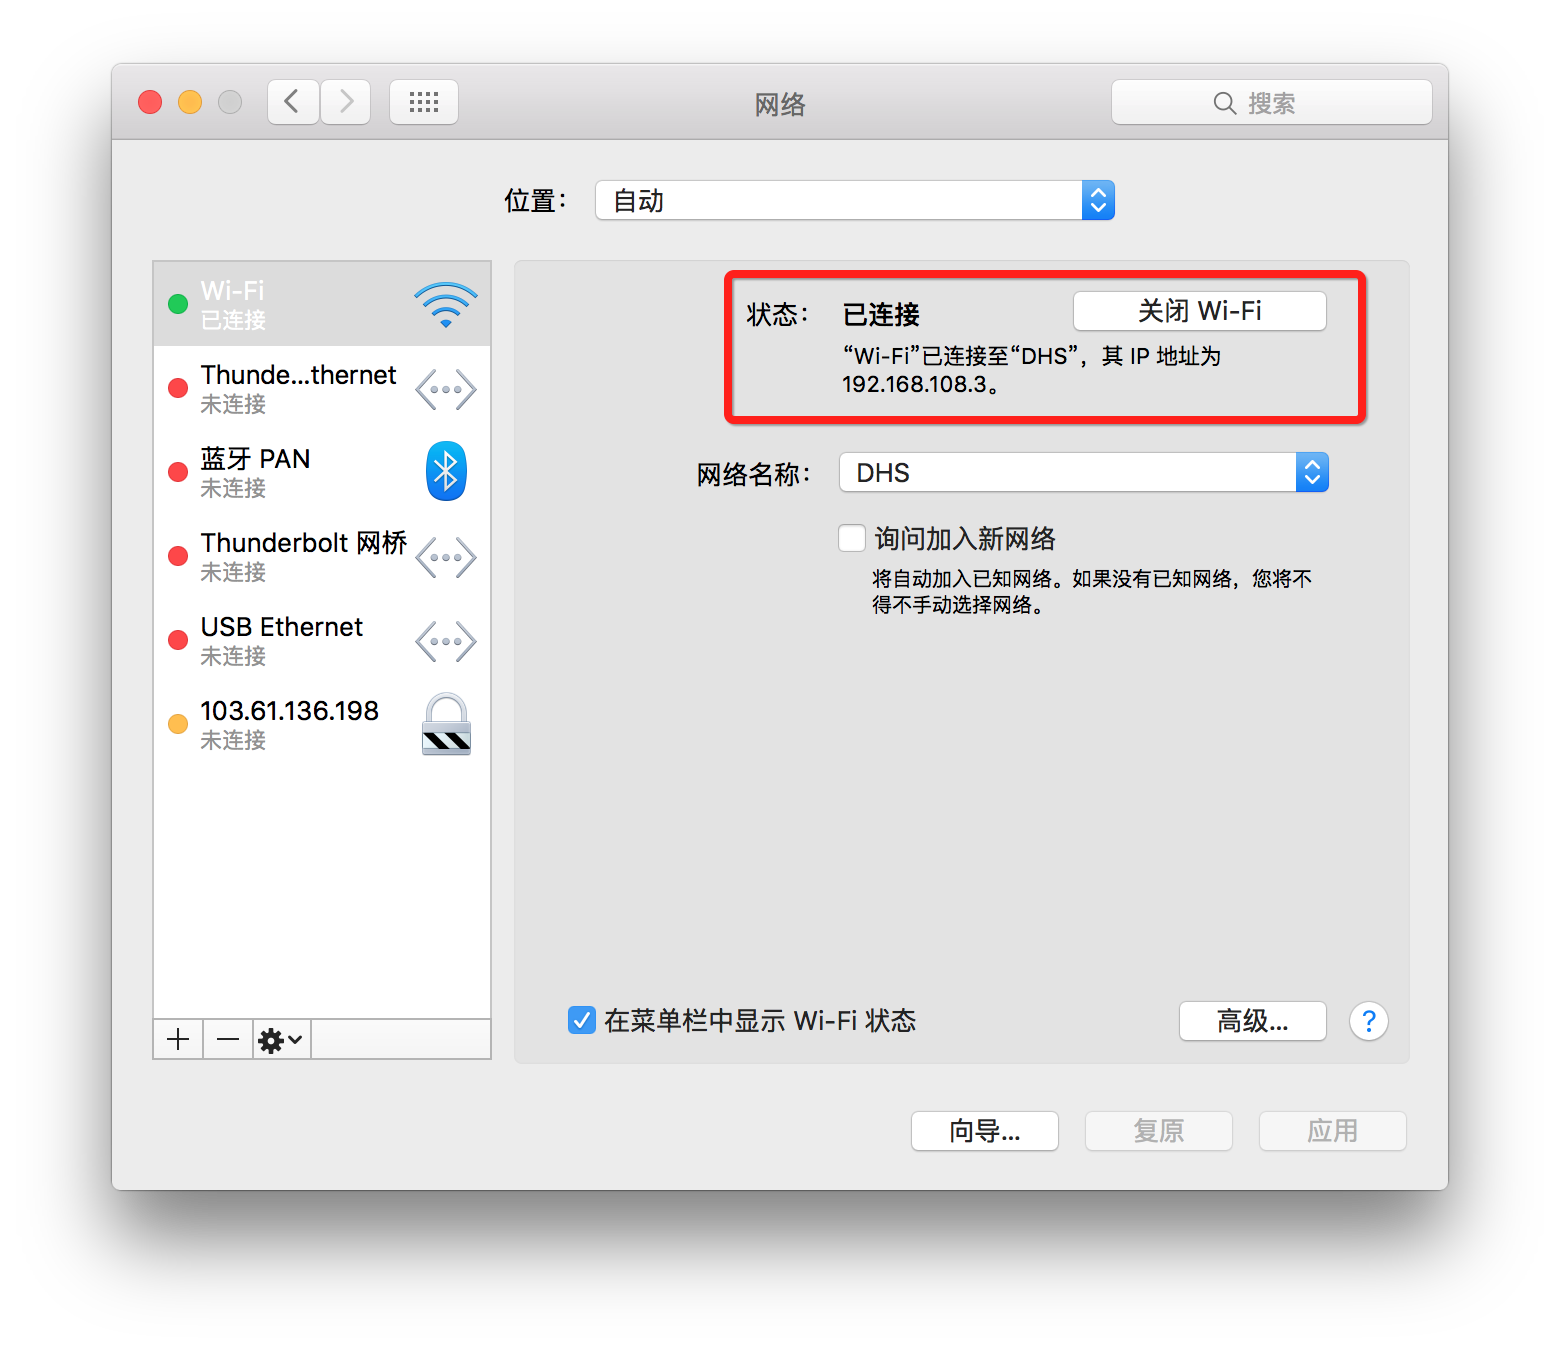 网络
搜索
位置：
自动
Wi-Fi
已连接
Thunde...thernet
未连接
蓝牙 PAN
未连接
Thunderbolt 网桥
未连接
USB Ethernet
未连接
103.61.136.198
未连接
状态：
已连接
关闭 Wi-Fi
“Wi-Fi”已连接至“DHS”，其 IP 地址为
192.168.108.3。
网络名称：
DHS
询问加入新网络
将自动加入已知网络。如果没有已知网络，您将不
得不手动选择网络。
在菜单栏中显示 Wi-Fi 状态
高级...
?
向导...
复原
应用